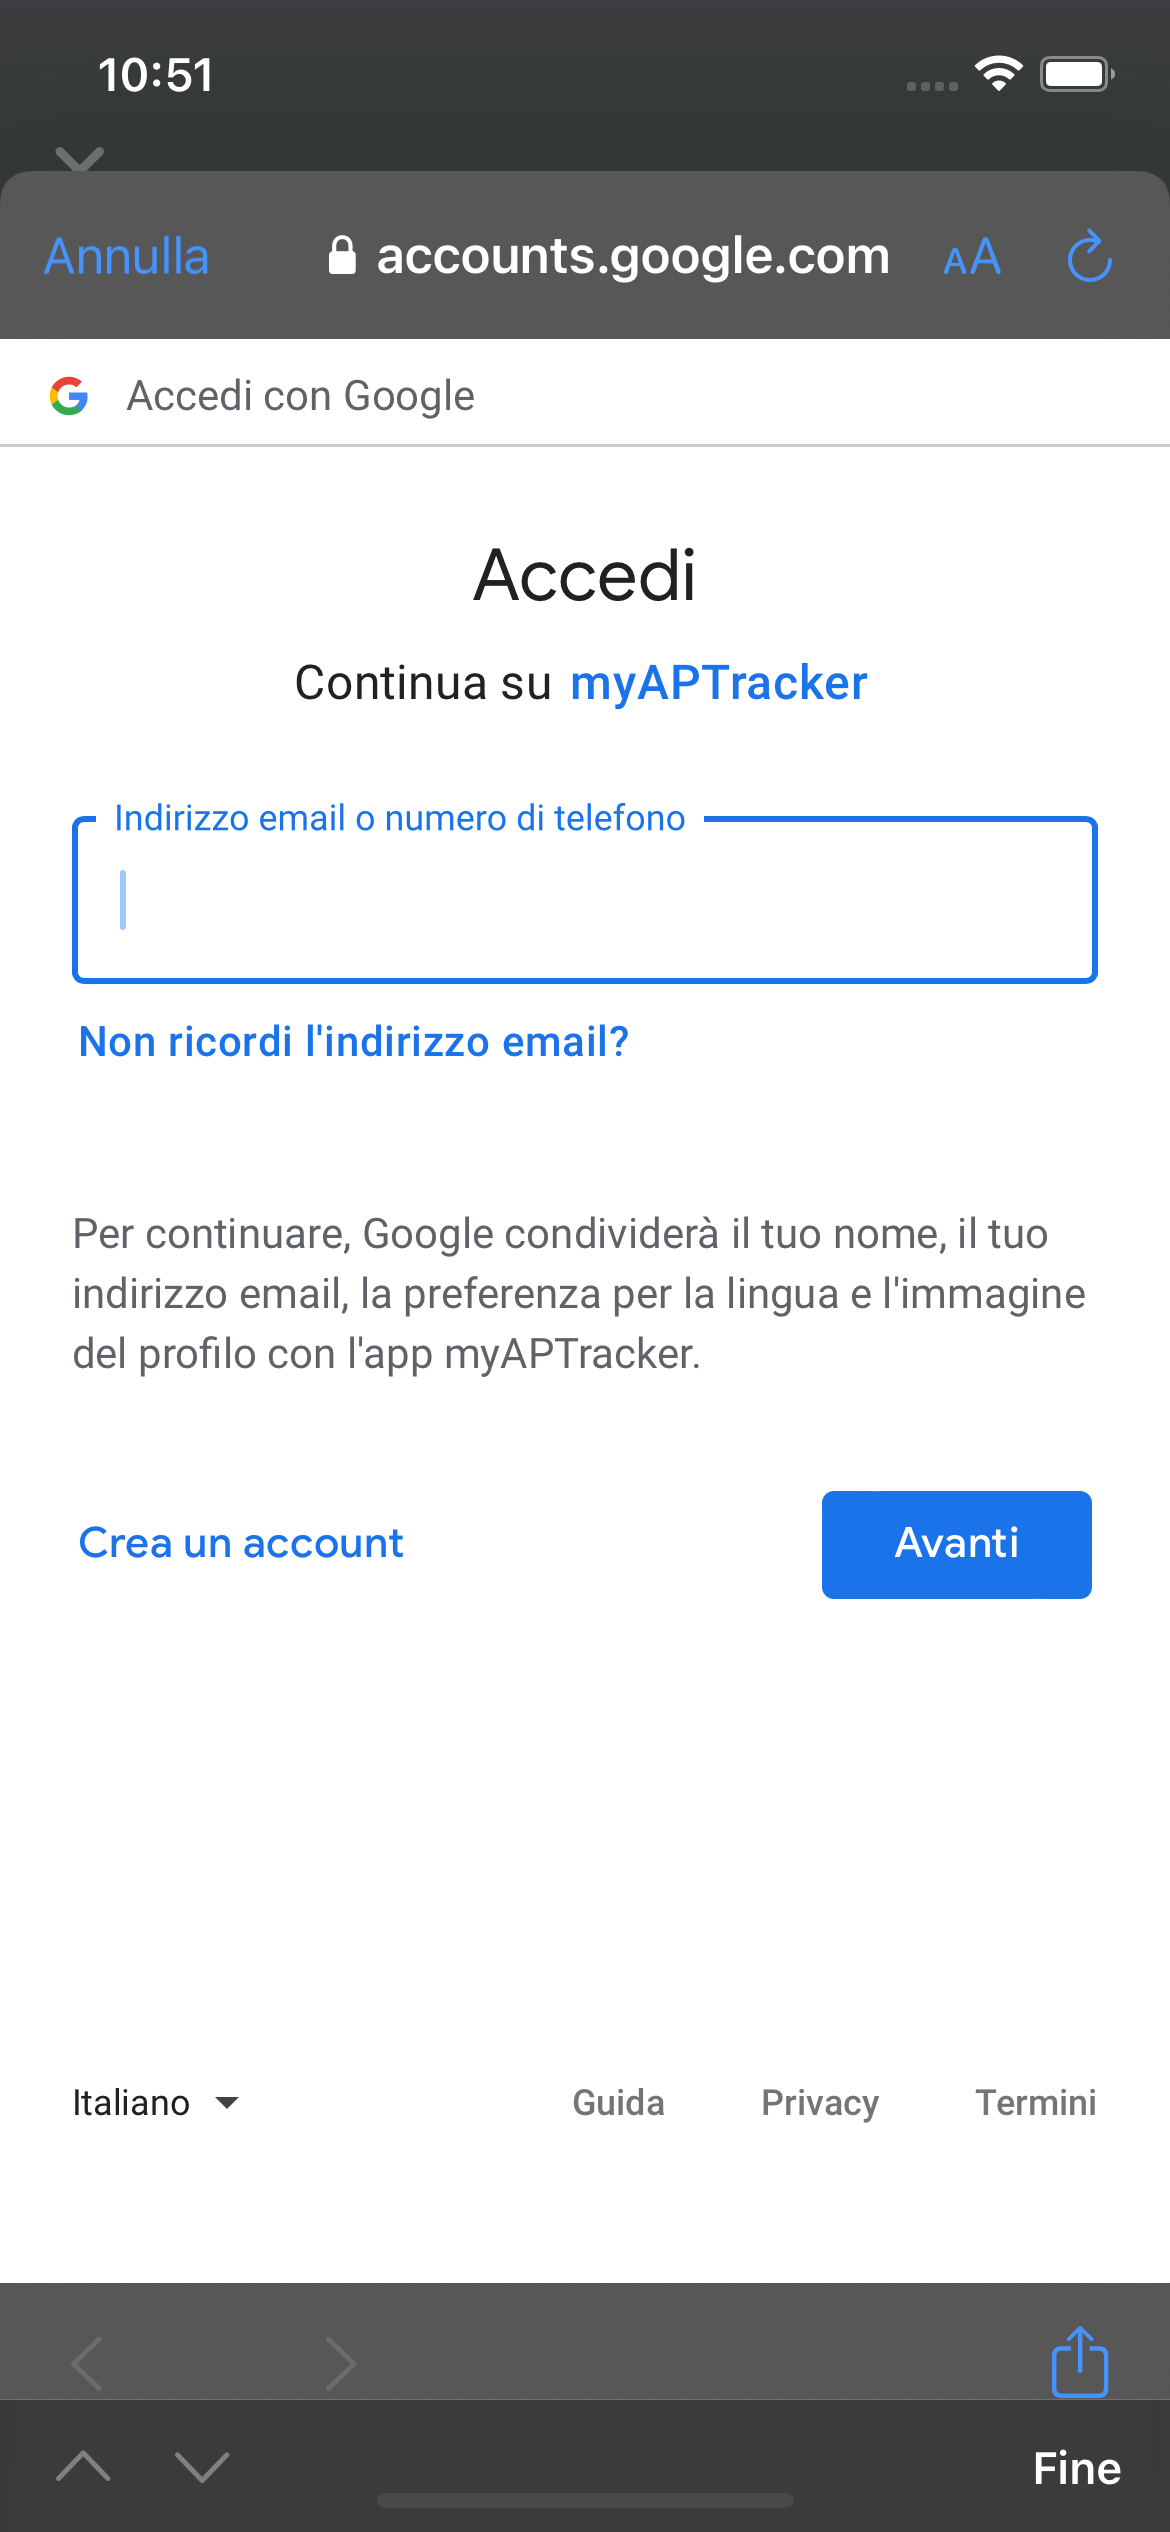 10:51
Annulla
accounts.google.com
AA
Accedi con Google
Accedi
Continua su myAPTracker
Indirizzo email o numero di telefono
Non ricordi l'indirizzo email?
Per continuare, Google condividerà il tuo nome, il tuo
indirizzo email, la preferenza per la lingua e l'immagine
del profilo con l'app myAPTracker.
Crea un account
Avanti
Italiano
Guida
Privacy
Termini
Fine